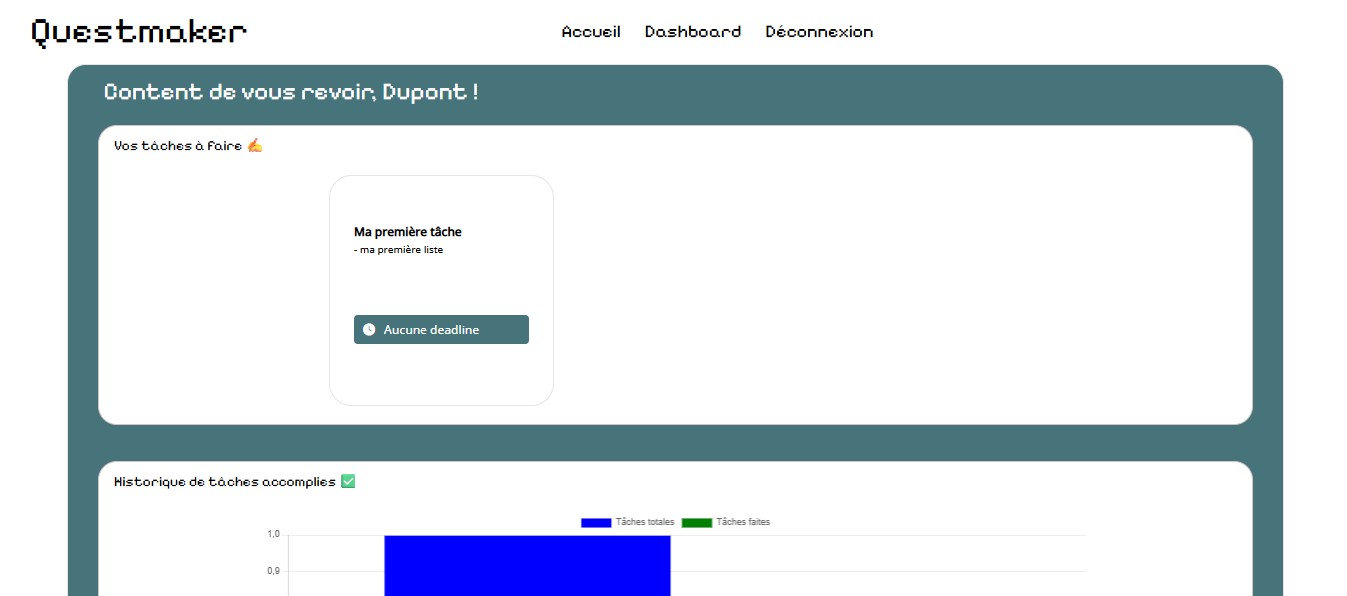 Questmaker
Accueil Dashboard Déconnexion
Content de vous revoir, Dupont !
Vos tâches à faire ✍
Ma première tâche
- ma première liste
Aucune deadline
Historique de tâches accomplies ✅
Tâches totales Tâches faites
1,0
0,9